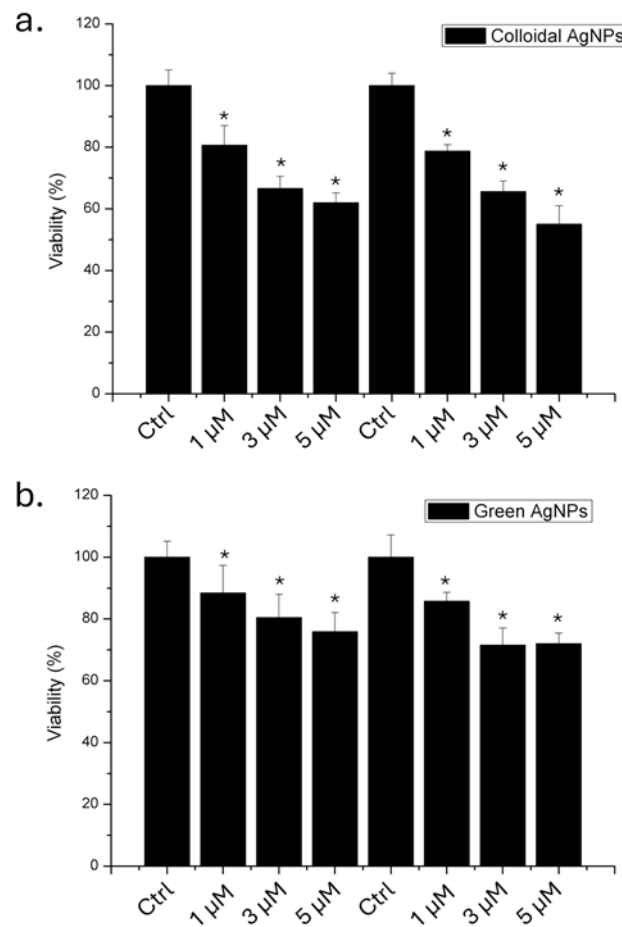 a.
Colloidal AgNPs
120
100
80
60
40
20
0
Viability (%)
* * * * * *
Ctrl 1 µM 3 µM 5 µM Ctrl 1 µM 3 µM 5 µM
b.
Green AgNPs
120
100
80
60
40
20
0
Viability (%)
* * * * * *
Ctrl 1 µM 3 µM 5 µM Ctrl 1 µM 3 µM 5 µM